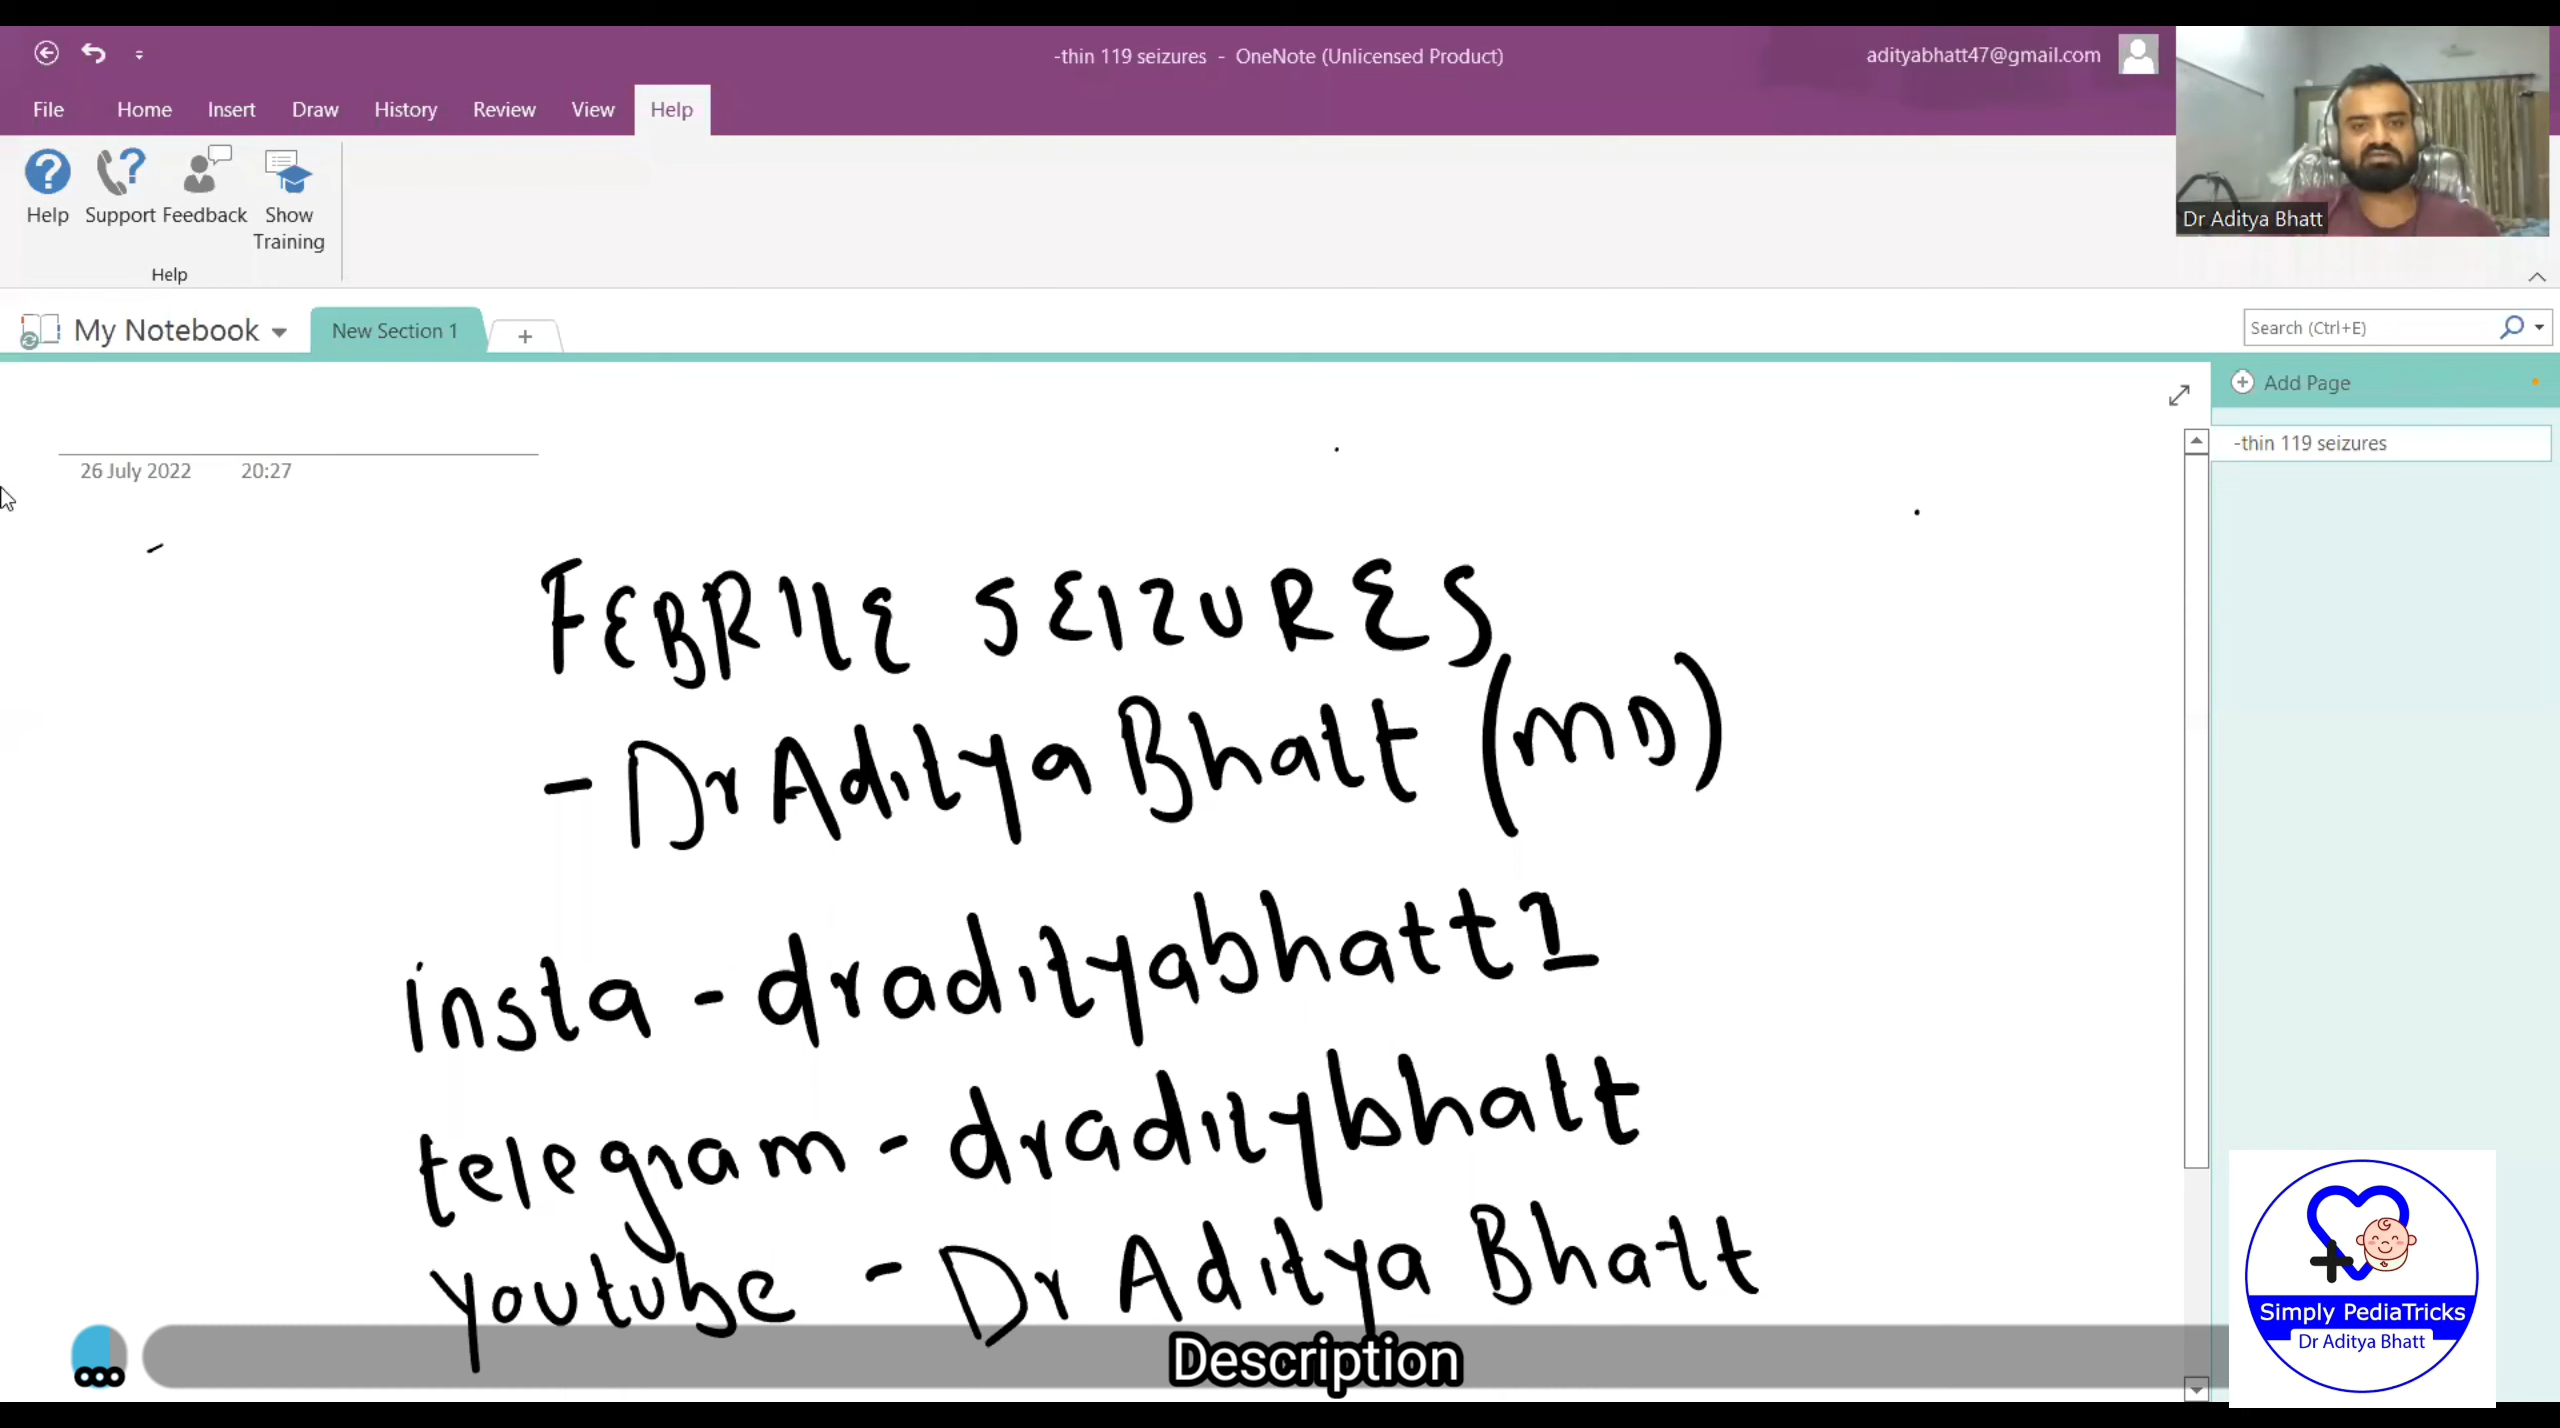 -thin 119 seizures - OneNote (Unlicensed Product)
adityabhatt47@gmail.com
File Home Insert Draw History Review View Help
Dr Aditya Bhatt
Help Support Feedback Show Training
Help
My Notebook
New Section 1
+
Search (Ctrl+E)
Add Page
-thin 119 seizures
26 July 2022 20:27
FEBRILE SEIZURES
- Dr Aditya Bhatt (MD)
insta - dradityabhatt1
telegram - draditybhatt
youtube - Dr Aditya Bhatt
Description
Simply PediaTricks
Dr Aditya Bhatt